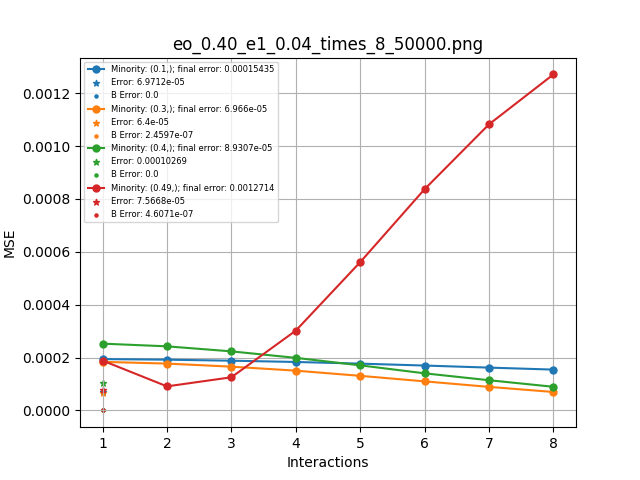 eo_0.40_e1_0.04_times_8_50000.png
Minority: (0.1,); final error: 0.00015435
Error: 6.9712e-05
B Error: 0.0
Minority: (0.3,); final error: 6.966e-05
Error: 6.4e-05
B Error: 2.4597e-07
Minority: (0.4,); final error: 8.9307e-05
Error: 0.00010269
B Error: 0.0
Minority: (0.49,); final error: 0.0012714
Error: 7.5668e-05
B Error: 4.6071e-07
MSE
0.0012
0.0010
0.0008
0.0006
0.0004
0.0002
0.0000
1 2 3 4 5 6 7 8
Interactions